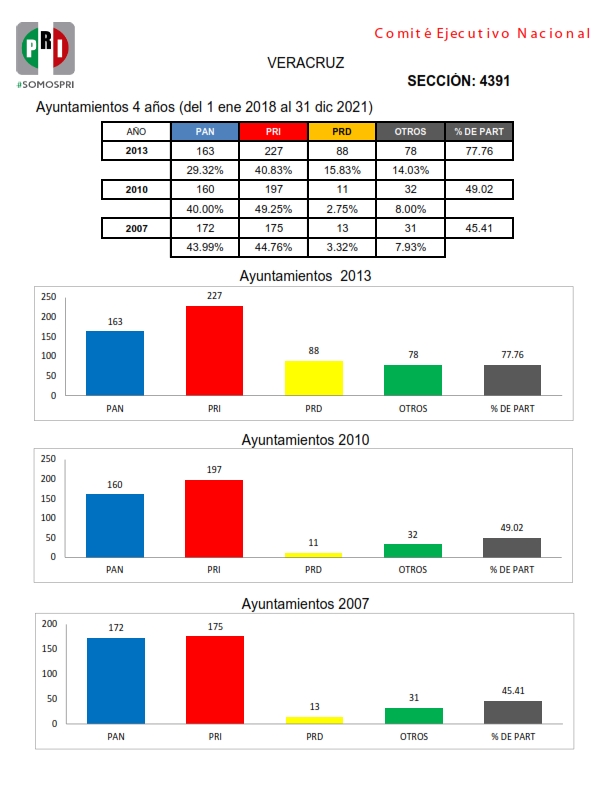 Comité Ejecutivo Nacional
PRI
#SOMOSPRI
VERACRUZ
SECCIÓN: 4391
Ayuntamientos 4 años (del 1 ene 2018 al 31 dic 2021)
AÑO PAN PRI PRD OTROS % DE PART
2013 163 227 88 78 77.76
29.32% 40.83% 15.83% 14.03%
2010 160 197 11 32 49.02
40.00% 49.25% 2.75% 8.00%
2007 172 175 13 31 45.41
43.99% 44.76% 3.32% 7.93%
Ayuntamientos 2013
250
200
150
100
50
0
163 227 88 78 77.76
PAN PRI PRD OTROS % DE PART
Ayuntamientos 2010
250
200
150
100
50
0
160 197 11 32 49.02
PAN PRI PRD OTROS % DE PART
Ayuntamientos 2007
200
150
100
50
0
172 175 13 31 45.41
PAN PRI PRD OTROS % DE PART